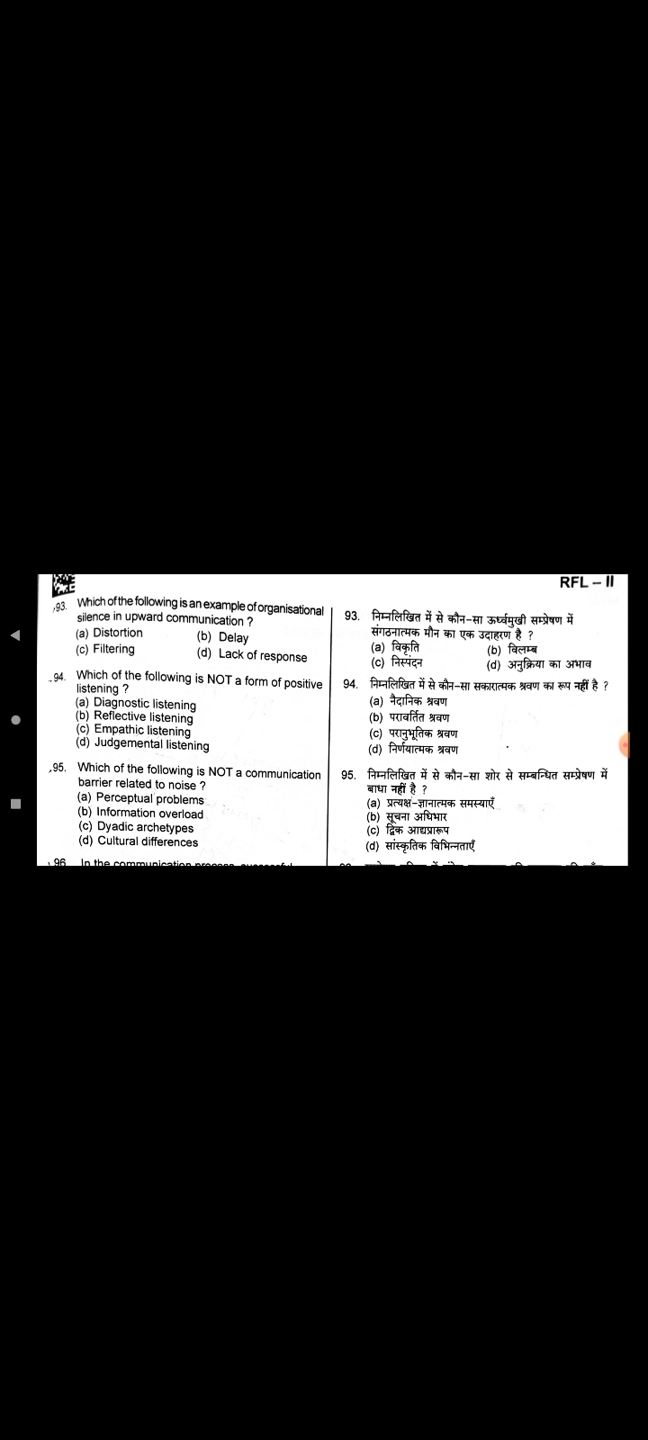 RFL – II
93. Which of the following is an example of organisational
silence in upward communication ?
(a) Distortion (b) Delay
(c) Filtering (d) Lack of response
94. Which of the following is NOT a form of positive
listening ?
(a) Diagnostic listening
(b) Reflective listening
(c) Empathic listening
(d) Judgemental listening
95. Which of the following is NOT a communication
barrier related to noise ?
(a) Perceptual problems
(b) Information overload
(c) Dyadic archetypes
(d) Cultural differences
96 In the communication process,
93. निम्नलिखित में से कौन-सा ऊर्ध्वमुखी सम्प्रेषण में
संगठनात्मक मौन का एक उदाहरण है ?
(a) विकृति (b) विलम्ब
(c) निस्पंदन (d) अनुक्रिया का अभाव
94. निम्नलिखित में से कौन-सा सकारात्मक श्रवण का रूप नहीं है ?
(a) नैदानिक श्रवण
(b) परावर्तित श्रवण
(c) परानुभूतिक श्रवण
(d) निर्णयात्मक श्रवण
95. निम्नलिखित में से कौन-सा शोर से सम्बन्धित सम्प्रेषण में
बाधा नहीं है ?
(a) प्रत्यक्ष-ज्ञानात्मक समस्याएँ
(b) सूचना अधिभार
(c) द्विक आद्यप्रारूप
(d) सांस्कृतिक विभिन्नताएँ